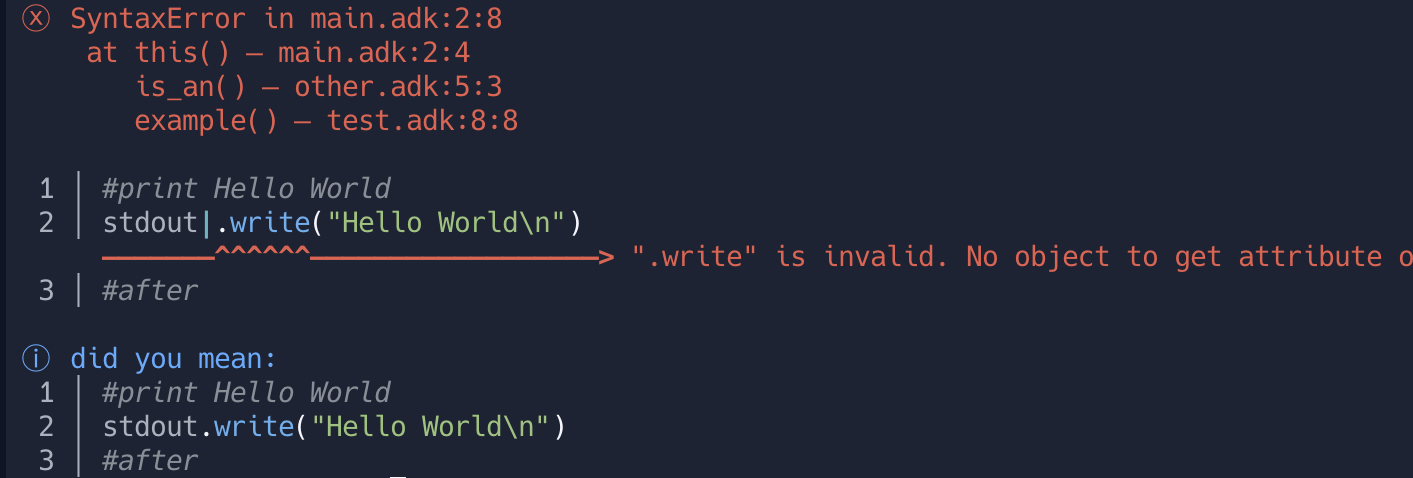 ⓧ SyntaxError in main.adk:2:8
at this() — main.adk:2:4
is_an() — other.adk:5:3
example() — test.adk:8:8
1 │ #print Hello World
2 │ stdout|.write("Hello World\n")
───────^^^^^^──────────────────> ".write" is invalid. No object to get attribute
3 │ #after
ⓘ did you mean:
1 │ #print Hello World
2 │ stdout.write("Hello World\n")
3 │ #after